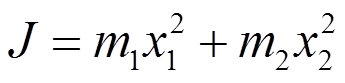 J = m₁x₁² + m₂x₂²